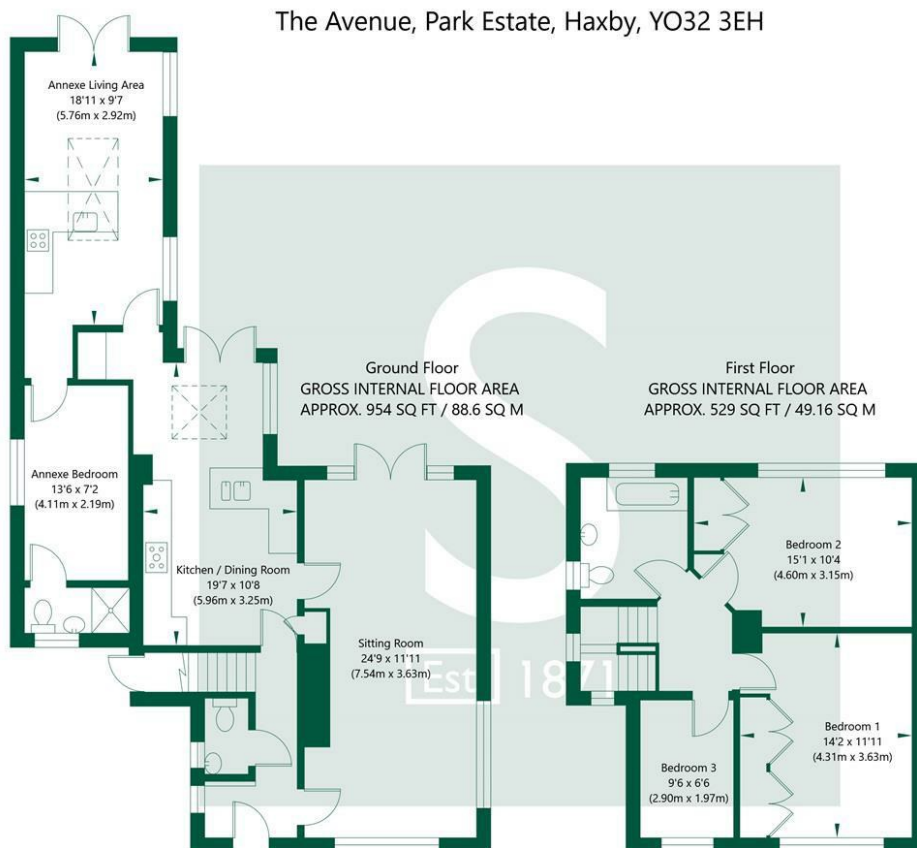 The Avenue, Park Estate, Haxby, YO32 3EH
Annexe Living Area
18'11 x 9'7
(5.76m x 2.92m)
Ground Floor
GROSS INTERNAL FLOOR AREA
APPROX. 954 SQ FT / 88.6 SQ M
First Floor
GROSS INTERNAL FLOOR AREA
APPROX. 529 SQ FT / 49.16 SQ M
Annexe Bedroom
13'6 x 7'2
(4.11m x 2.19m)
Kitchen / Dining Room
19'7 x 10'8
(5.96m x 3.25m)
Sitting Room
24'9 x 11'11
(7.54m x 3.63m)
Bedroom 2
15'1 x 10'4
(4.60m x 3.15m)
Bedroom 1
14'2 x 11'11
(4.31m x 3.63m)
Bedroom 3
9'6 x 6'6
(2.90m x 1.97m)
S
Est. 1871